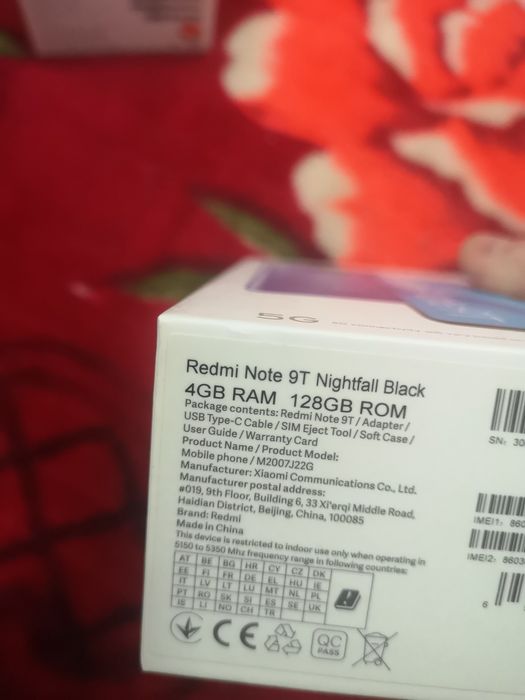 5G
Redmi Note 9T Nightfall Black
4GB RAM 128GB ROM
Package contents: Redmi Note 9T / Adapter /
USB Type-C Cable / SIM Eject Tool / Soft Case /
User Guide / Warranty Card
Product Name / Product Model:
Mobile phone / M2007J22G
Manufacturer: Xiaomi Communications Co., Ltd.
Manufacturer postal address:
#019, 9th Floor, Building 6, 33 Xi'erqi Middle Road,
Haidian District, Beijing, China, 100085
Brand: Redmi
Made in China
This device is restricted to indoor use only when operating in
5150 to 5350 Mhz frequency range in following countries:
AT BE BG HR CY CZ DK
EE FI FR DE EL HU IE
IT LV LT LU MT NL PL
PT RO SK SI ES SE UK
IS LI NO CH TR
CE
QC
PASS
SN: 30
IMEI1: 860
IMEI2: 8603
6